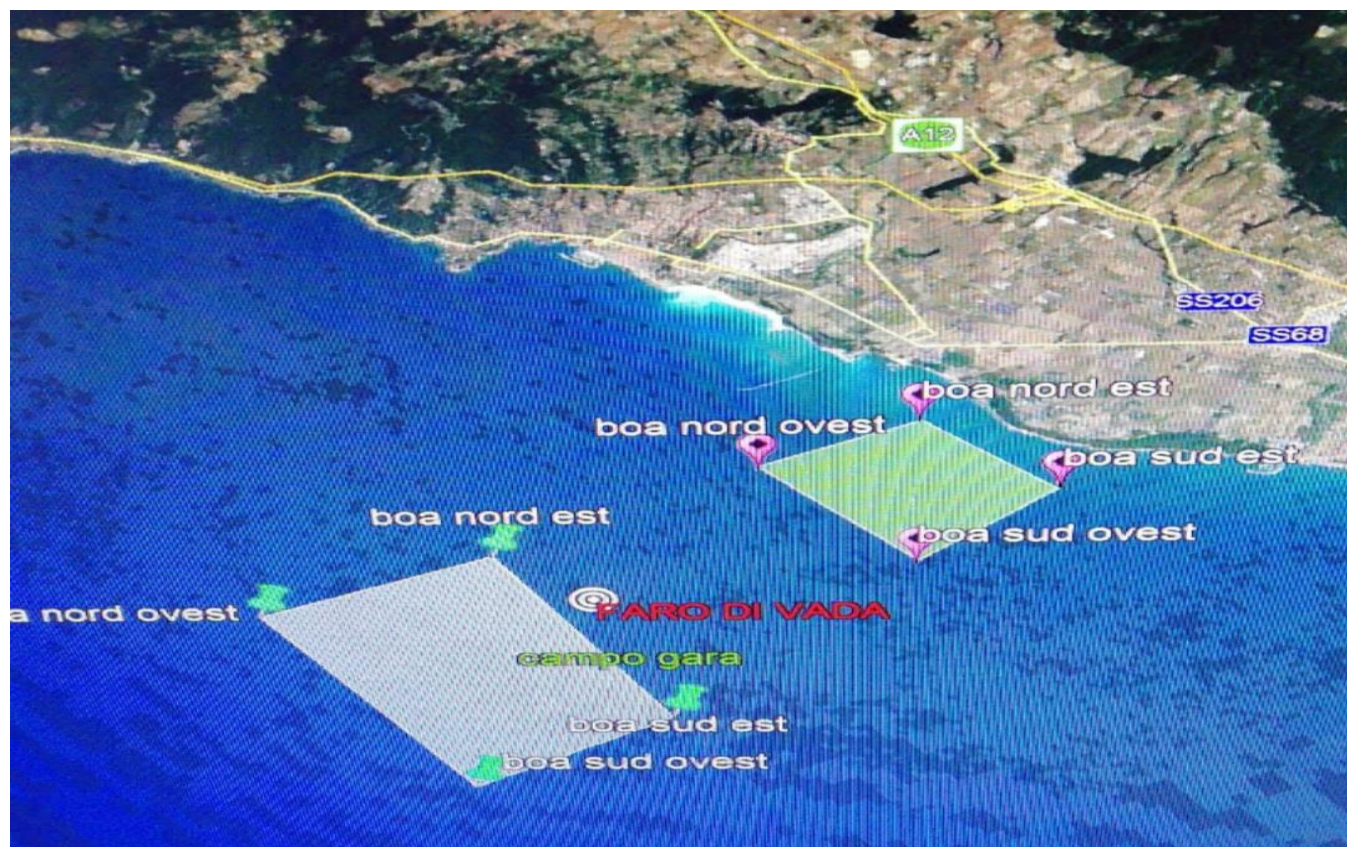 A12
SS206
SS68
boa nord est
boa nord ovest
boa sud est
boa nord est
boa sud ovest
a nord ovest
FARO DI VADA
campo gara
boa sud est
boa sud ovest